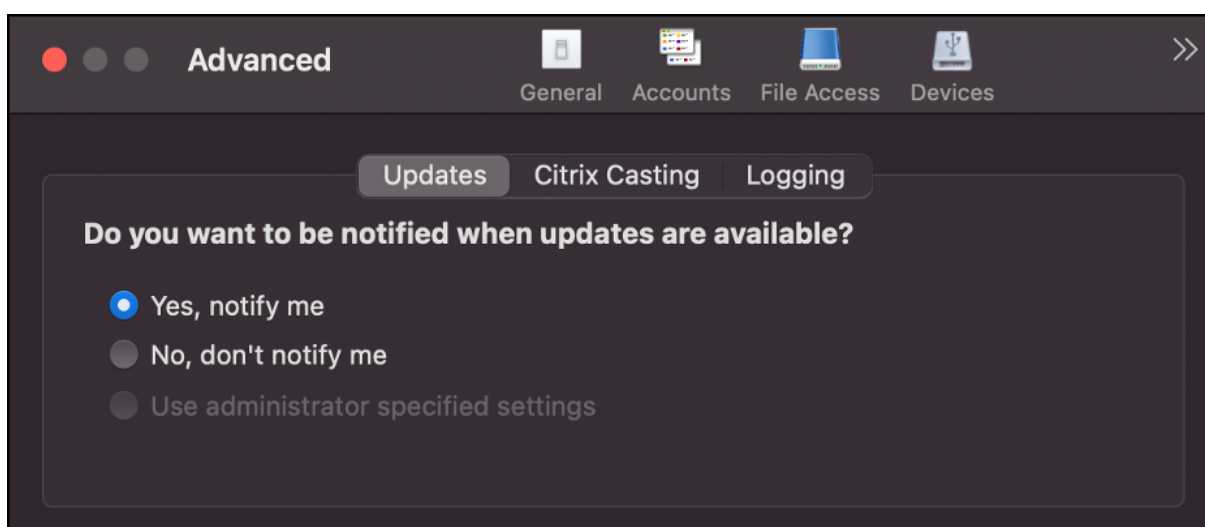 Advanced
General Accounts File Access Devices
Updates Citrix Casting Logging
Do you want to be notified when updates are available?
Yes, notify me
No, don't notify me
Use administrator specified settings